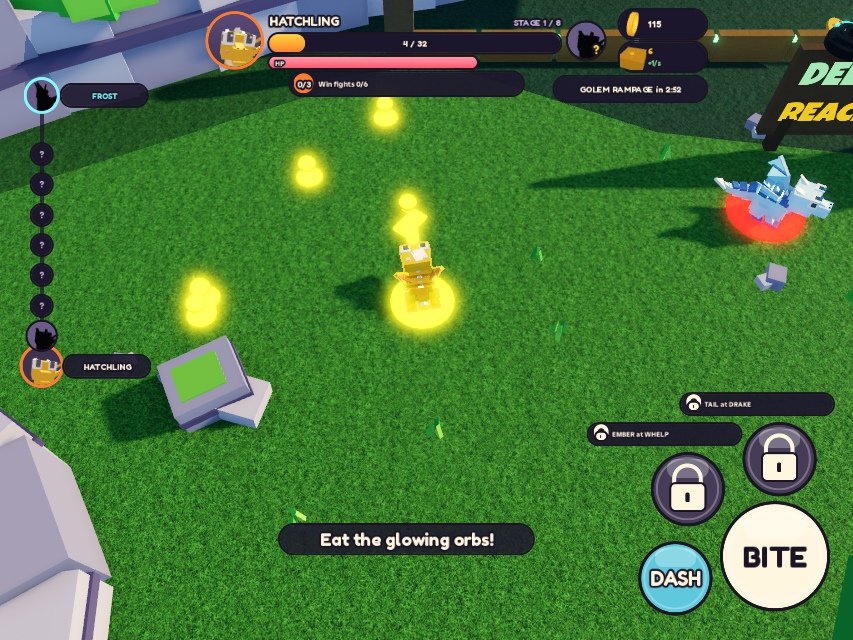 HATCHLING
STAGE 1 / 8
4 / 32
HP
0/3 Win fights 0/6
?
115
6
+1/s
GOLEM RAMPAGE in 2:52
FROST
?
?
?
?
?
?
HATCHLING
TAIL at DRAKE
EMBER at WHELP
Eat the glowing orbs!
DASH
BITE